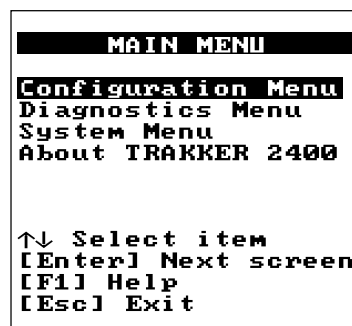 MAIN MENU
Configuration Menu
Diagnostics Menu
System Menu
About TRAKKER 2400
↑↓ Select item
[Enter] Next screen
[F1] Help
[Esc] Exit